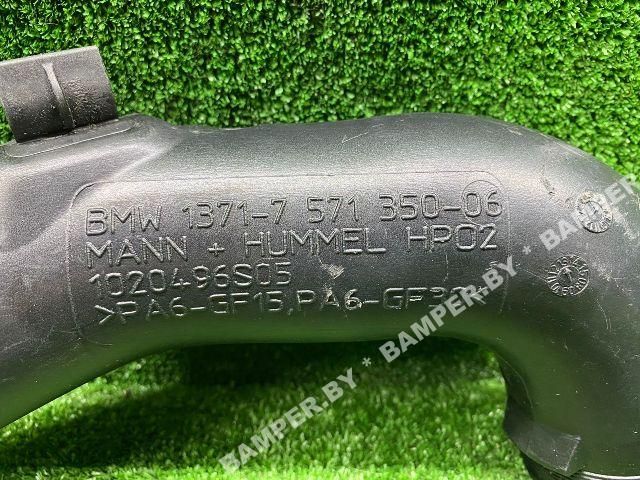 BMW 1371-7 571 350-06
MANN + HUMMEL HP02
1020496S05
>PA6-GF15,PA6-GF30<
BAMPER.BY * BAMPER.BY * BAMPER.BY